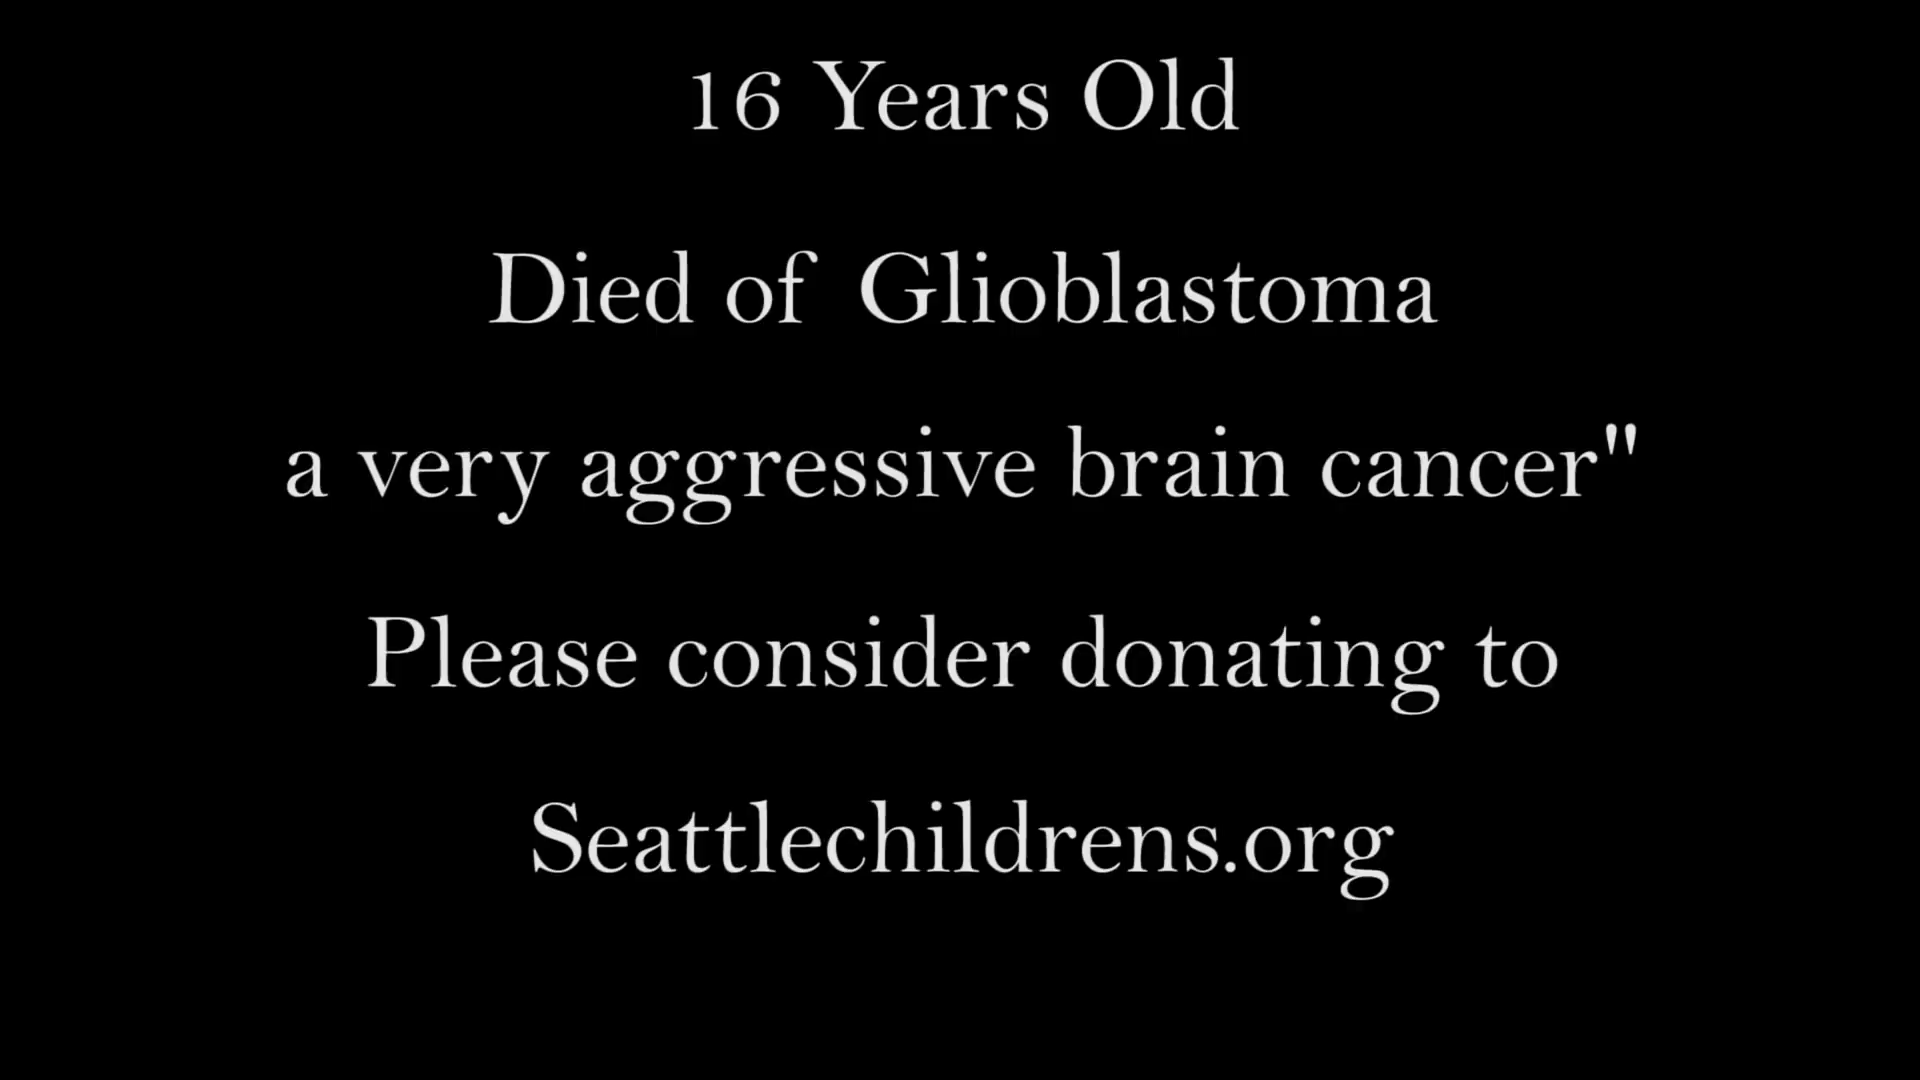 16 Years Old
Died of Glioblastoma
a very aggressive brain cancer"
Please consider donating to
Seattlechildrens.org